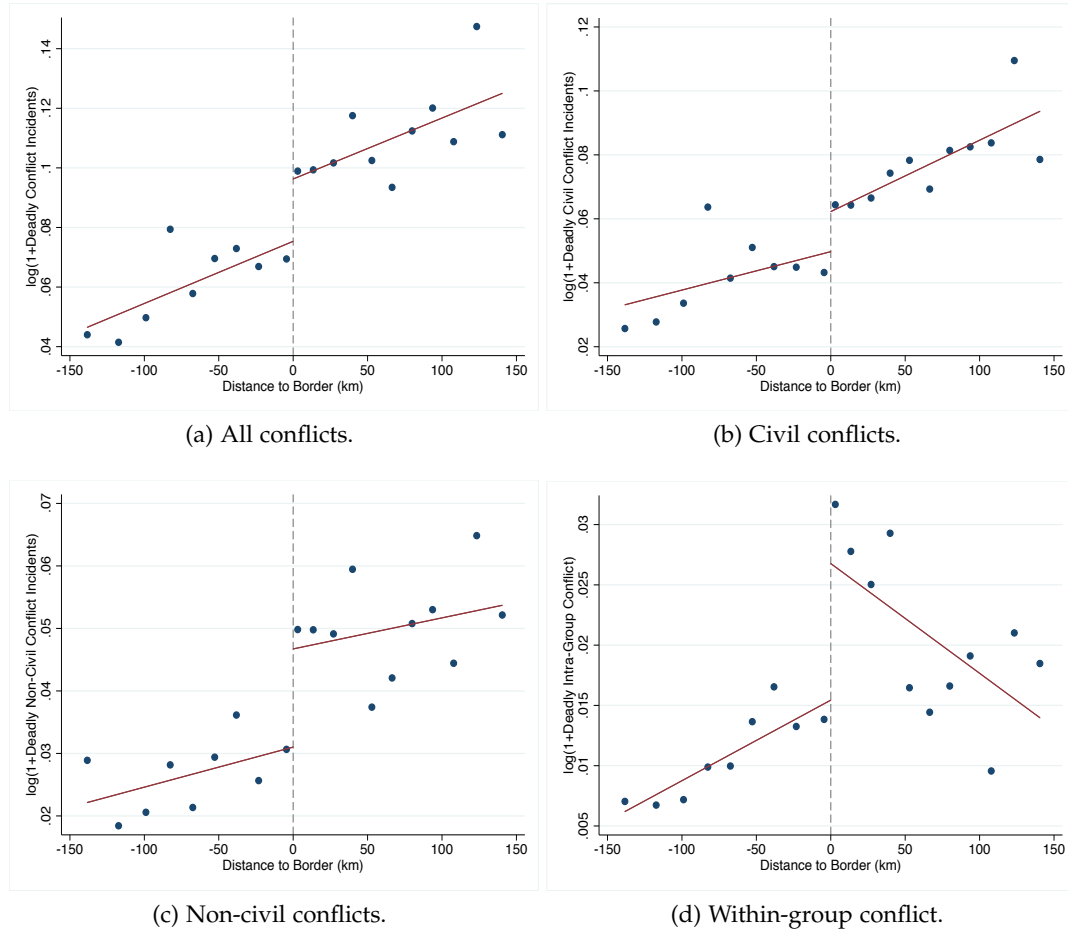 log(1+Deadly Conflict Incidents)
.14
.12
.1
.08
.06
.04
-150 -100 -50 0 50 100 150
Distance to Border (km)
(a) All conflicts.
log(1+Deadly Civil Conflict Incidents)
.12
.1
.08
.06
.04
.02
-150 -100 -50 0 50 100 150
Distance to Border (km)
(b) Civil conflicts.
log(1+Deadly Non-Civil Conflict Incidents)
.07
.06
.05
.04
.03
.02
-150 -100 -50 0 50 100 150
Distance to Border (km)
(c) Non-civil conflicts.
log(1+Deadly Intra-Group Conflict)
.03
.025
.02
.015
.01
.005
-150 -100 -50 0 50 100 150
Distance to Border (km)
(d) Within-group conflict.